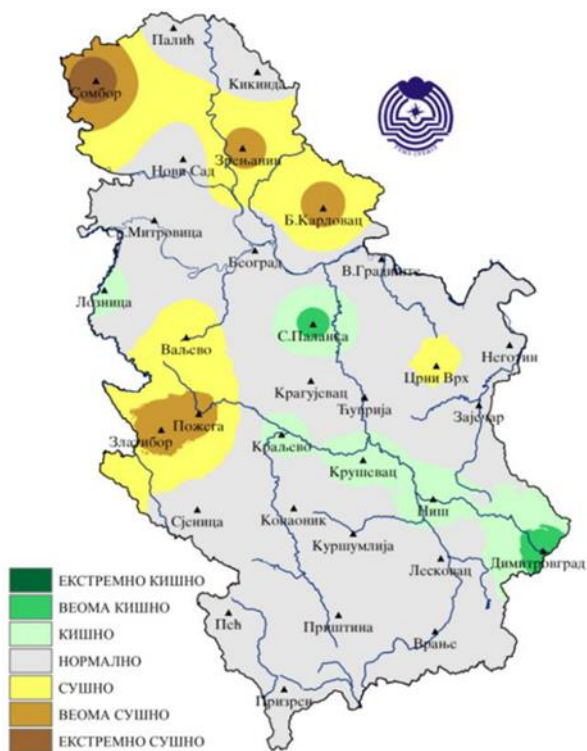 Палић
Кикинда
Сомбор
Зрењанин
Нови Сад
Б.Карловац
С.Митровица
Београд
В.Градиште
Лозница
С.Паланка
Ваљево
Неготин
Црни Врх
Крагујевац
Ћуприја
Зајечар
Пожега
Златибор
Краљево
Крушевац
Ниш
Сјеница
Копаоник
Куршумлија
Димитровград
Лесковац
ЕКСТРЕМНО КИШНО
ВЕОМА КИШНО
КИШНО
НОРМАЛНО
СУШНО
ВЕОМА СУШНО
ЕКСТРЕМНО СУШНО
Пећ
Приштина
Врање
Призрен